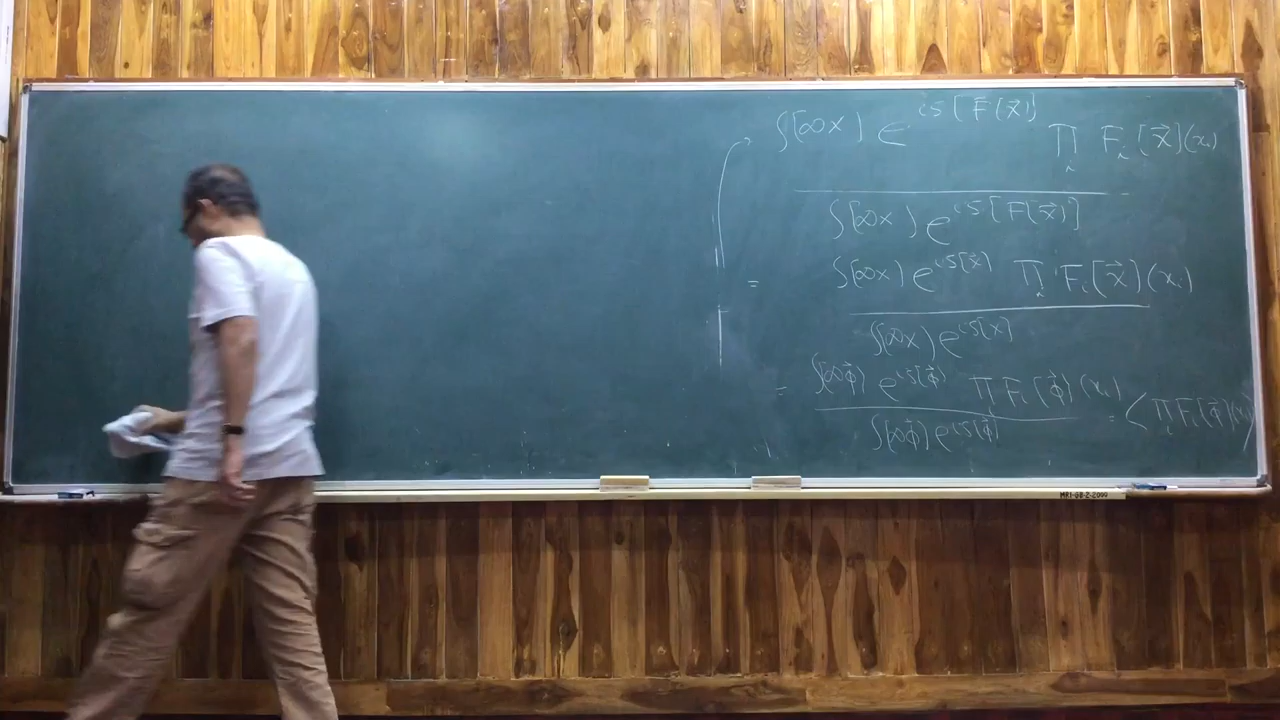 ∫[DX) e^{iS[F[χ⃗)]} ∏_i F_i[χ⃗](x_i)
∫[DX) e^{iS[F[χ⃗)]}
= ∫[DX) e^{iS[χ⃗)} ∏_i F_i[χ⃗](x_i)
∫[DX) e^{iS[χ]}
= ∫[Dφ⃗) e^{iS[φ⃗)} ∏_i F_i[φ⃗)(x_i) = ⟨∏_i F_i[φ⃗)(x_i)⟩
∫[Dφ⃗) e^{iS[φ⃗)}